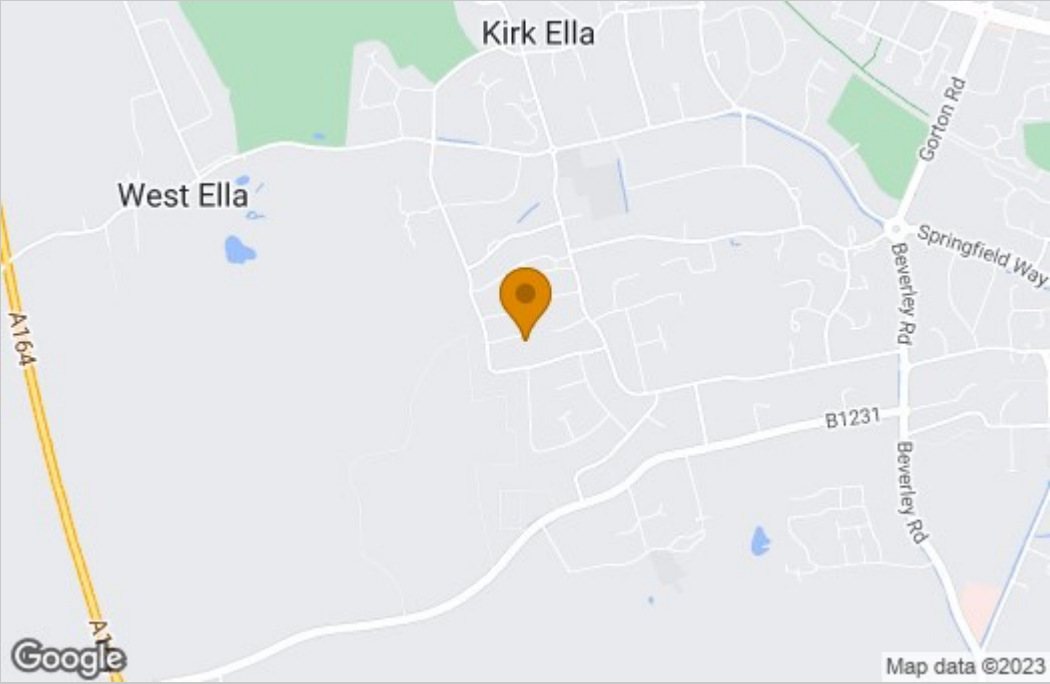 Kirk Ella
West Ella
Gorton Rd
Springfield Way
Beverley Rd
A164
B1231
Beverley Rd
Google
Map data ©2023